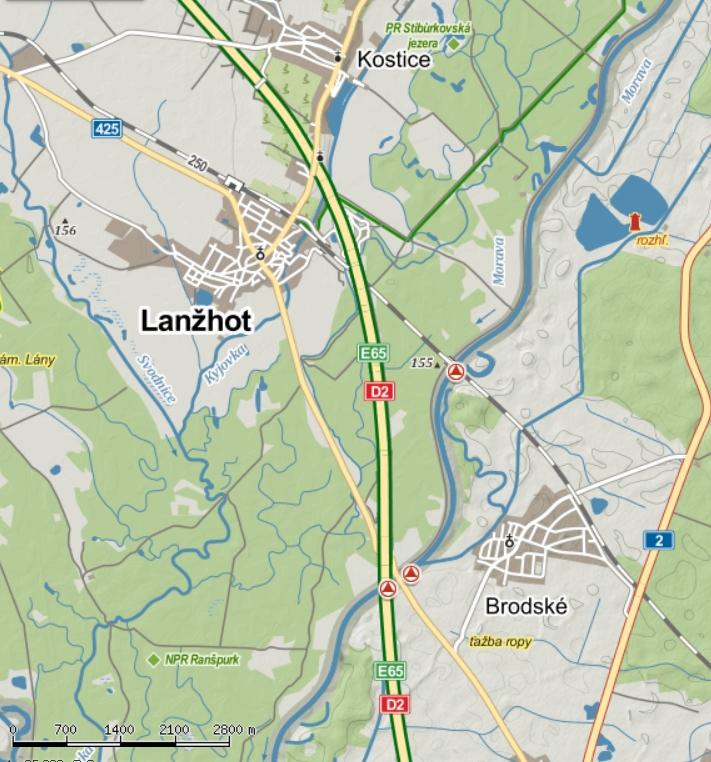 PR Stibůrkovská
jezera
Kostice
Morava
425
250
156
rozhľ.
Morava
Lanžhot
E65
155
ám. Lány
Svodnice
Kyjovka
D2
2
Brodské
ťažba ropy
NPR Ranšpurk
E65
D2
0 700 1400 2100 2800 m